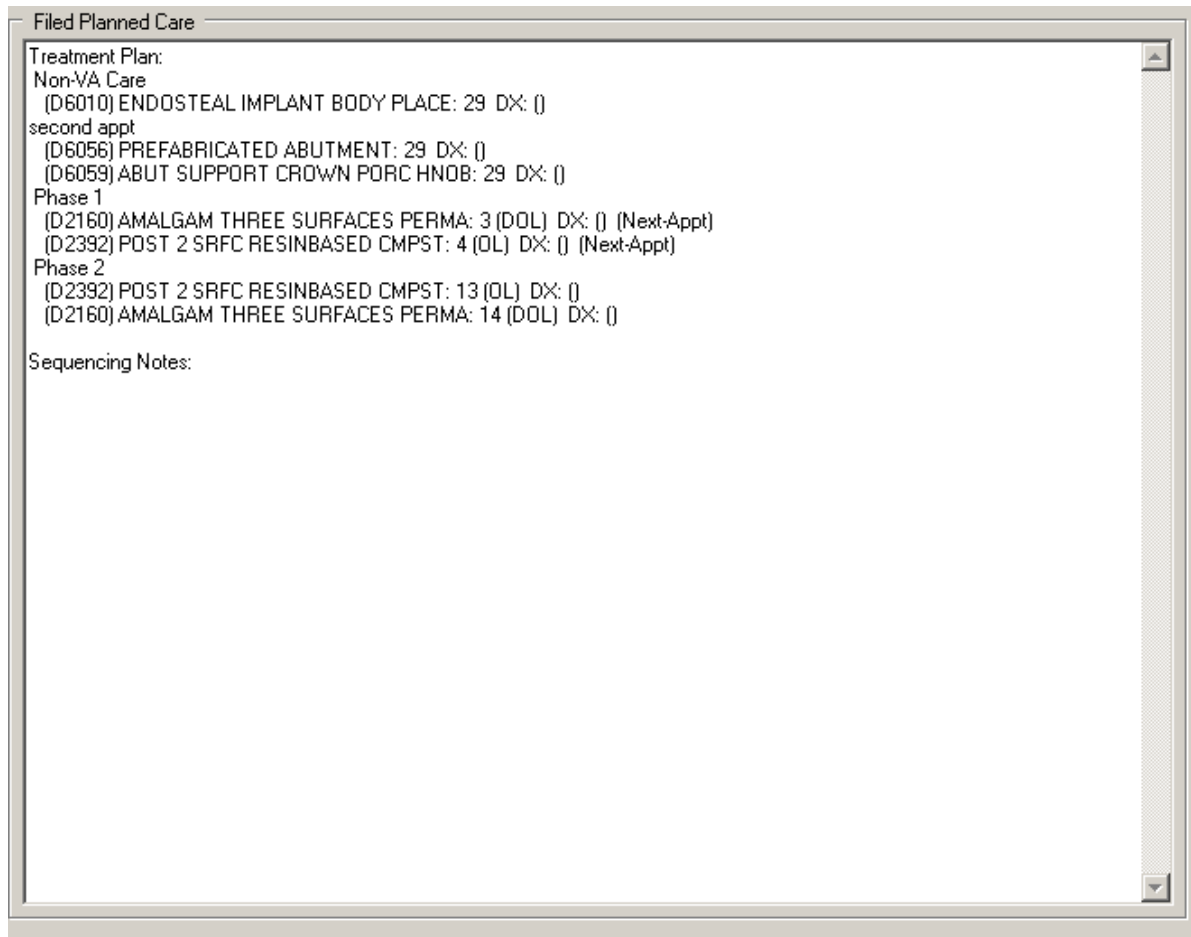 Filed Planned Care
Treatment Plan:
Non-VA Care
(D6010) ENDOSTEAL IMPLANT BODY PLACE: 29 DX: ()
second appt
(D6056) PREFABRICATED ABUTMENT: 29 DX: ()
(D6059) ABUT SUPPORT CROWN PORC HNOB: 29 DX: ()
Phase 1
(D2160) AMALGAM THREE SURFACES PERMA: 3 (DOL) DX: () (Next-Appt)
(D2392) POST 2 SRFC RESINBASED CMPST: 4 (OL) DX: () (Next-Appt)
Phase 2
(D2392) POST 2 SRFC RESINBASED CMPST: 13 (OL) DX: ()
(D2160) AMALGAM THREE SURFACES PERMA: 14 (DOL) DX: ()
Sequencing Notes: